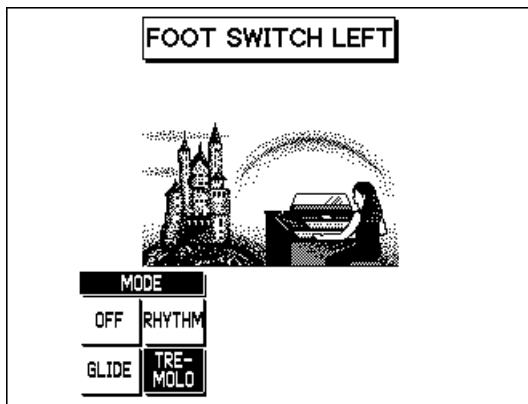 FOOT SWITCH LEFT
MODE
OFF RHYTHM
GLIDE TRE-
MOLO